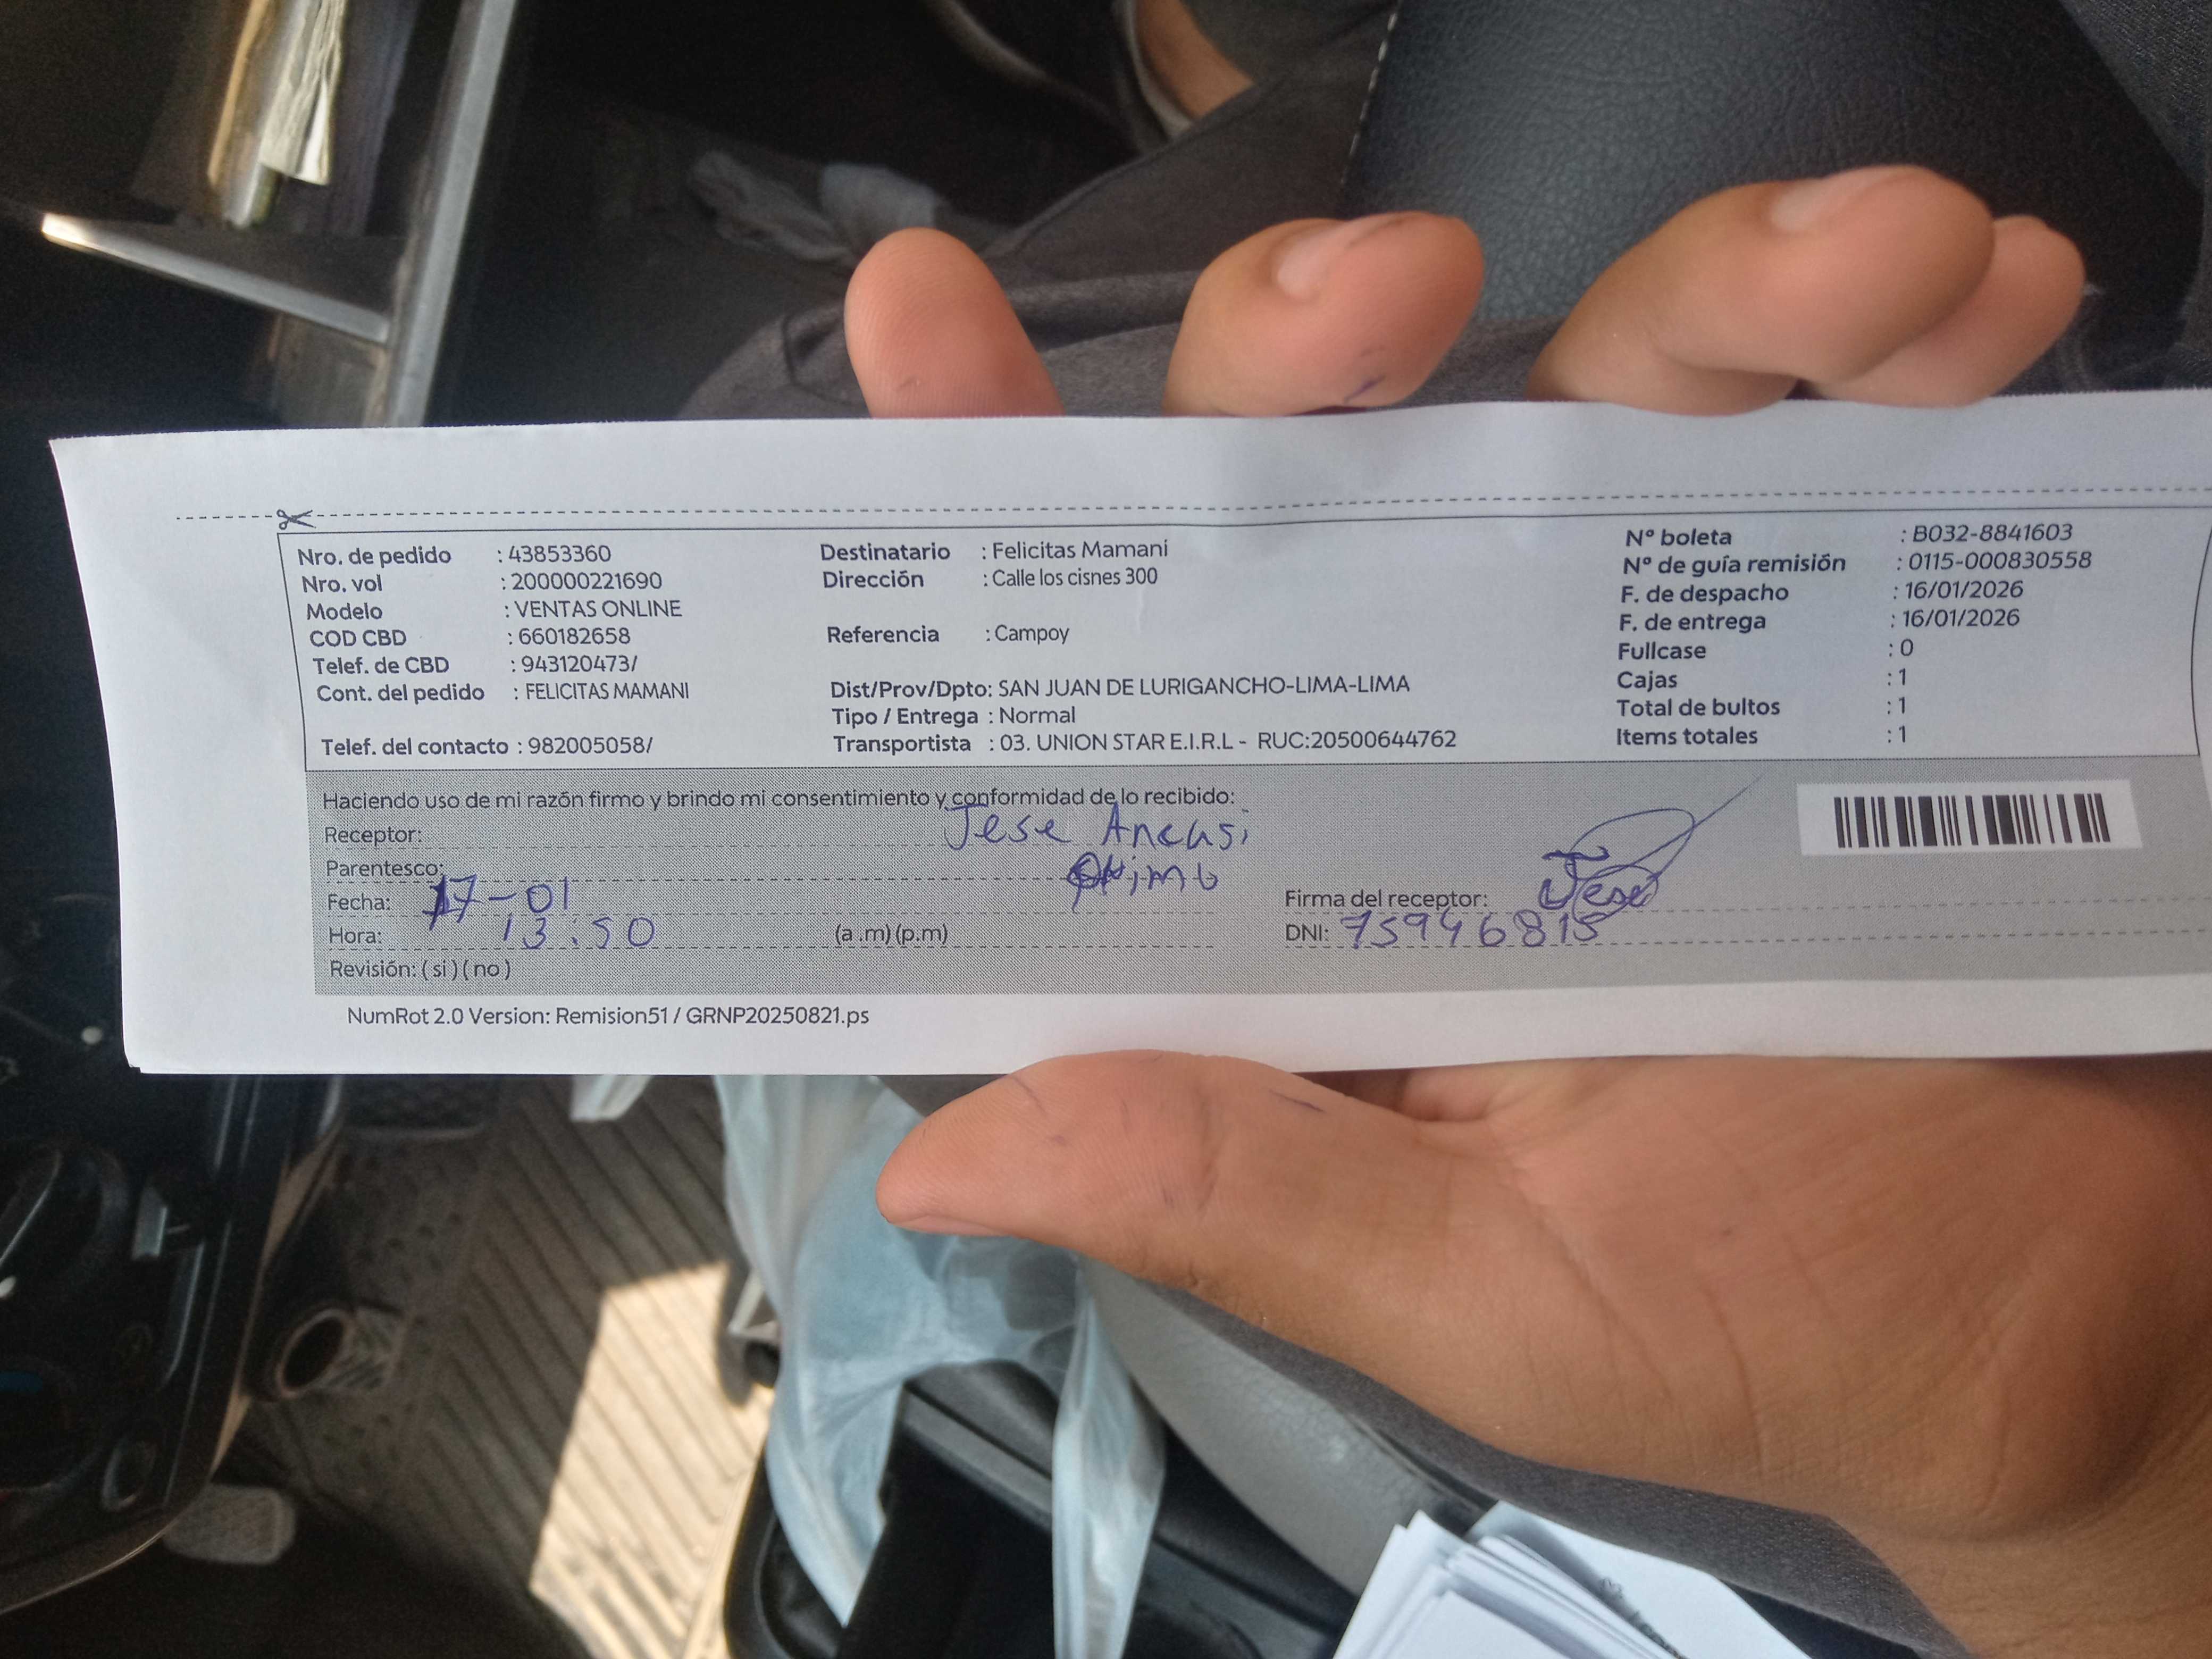 Nro. de pedido : 43853360
Nro. vol : 200000221690
Modelo : VENTAS ONLINE
COD CBD : 660182658
Telef. de CBD : 943120473/
Cont. del pedido : FELICITAS MAMANI
Telef. del contacto : 982005058/
Destinatario : Felicitas Mamani
Dirección : Calle los cisnes 300
Referencia : Campoy
Dist/Prov/Dpto: SAN JUAN DE LURIGANCHO-LIMA-LIMA
Tipo / Entrega : Normal
Transportista : 03. UNION STAR E.I.R.L - RUC:20500644762
Nº boleta : B032-8841603
Nº de guía remisión : 0115-000830558
F. de despacho : 16/01/2026
F. de entrega : 16/01/2026
Fullcase : 0
Cajas : 1
Total de bultos : 1
Items totales : 1
Haciendo uso de mi razón firmo y brindo mi consentimiento y conformidad de lo recibido:
Receptor: Jese Ancasi
Parentesco:
Fecha: 17-01
Hora: 13:50 (a .m) (p.m)
Revisión: ( si ) ( no )
Firma del receptor: Jese
DNI: 75946815
NumRot 2.0 Version: Remision51 / GRNP20250821.ps